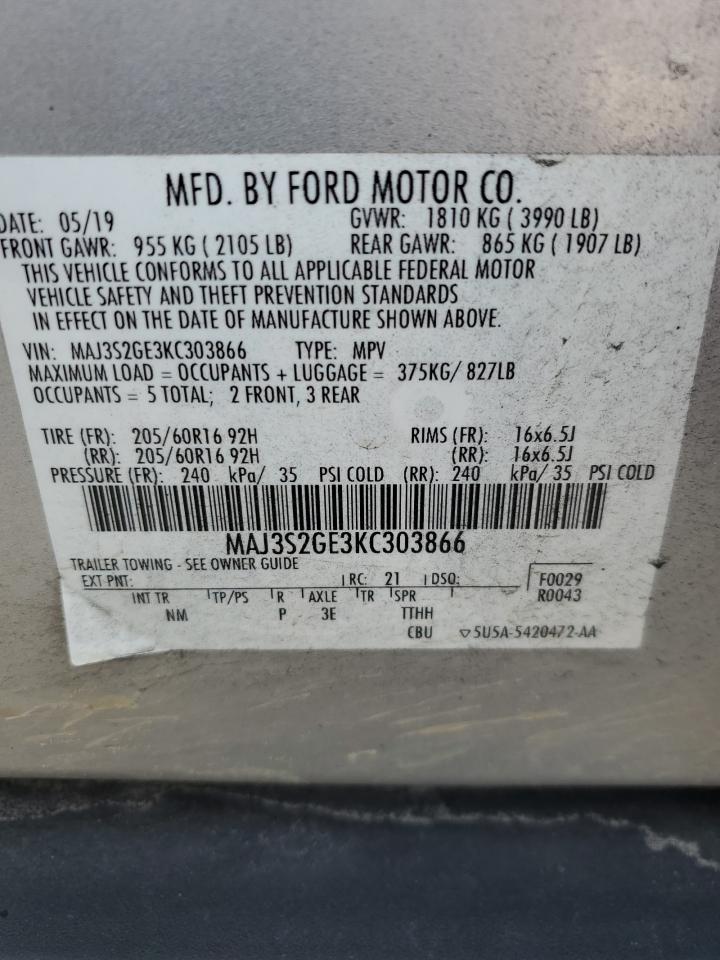 MFD. BY FORD MOTOR CO.
DATE: 05/19 GVWR: 1810 KG ( 3990 LB)
FRONT GAWR: 955 KG ( 2105 LB) REAR GAWR: 865 KG ( 1907 LB)
THIS VEHICLE CONFORMS TO ALL APPLICABLE FEDERAL MOTOR
VEHICLE SAFETY AND THEFT PREVENTION STANDARDS
IN EFFECT ON THE DATE OF MANUFACTURE SHOWN ABOVE.
VIN: MAJ3S2GE3KC303866 TYPE: MPV
MAXIMUM LOAD = OCCUPANTS + LUGGAGE = 375KG/ 827LB
OCCUPANTS = 5 TOTAL; 2 FRONT, 3 REAR
TIRE (FR): 205/60R16 92H RIMS (FR): 16x6.5J
(RR): 205/60R16 92H (RR): 16x6.5J
PRESSURE (FR): 240 kPa/ 35 PSI COLD (RR): 240 kPa/ 35 PSI COLD
MAJ3S2GE3KC303866
TRAILER TOWING - SEE OWNER GUIDE
EXT PNT: RC: 21 DSO: F0029
INT TR TP/PS R AXLE TR SPR R0043
NM P 3E TTHH
CBU ▽5U5A-5420472-AA